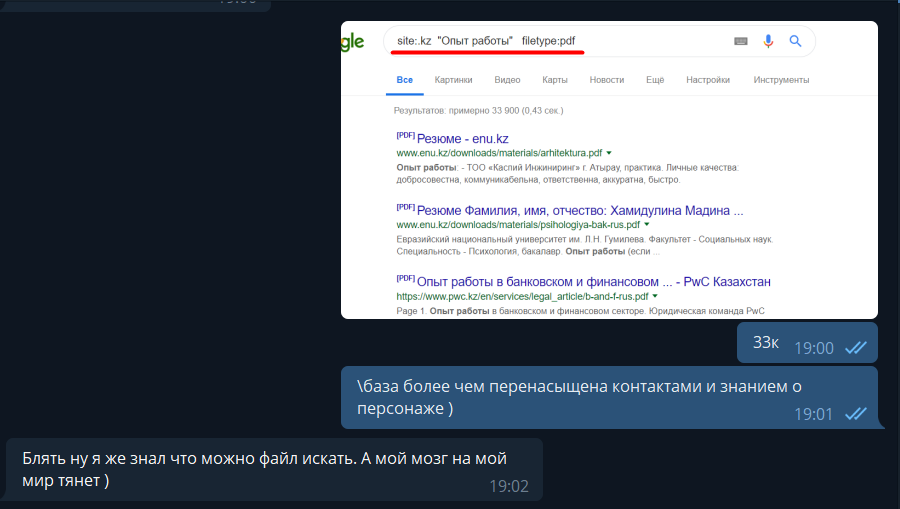 gle site:.kz "Опыт работы" filetype:pdf
Все Картинки Видео Карты Новости Ещё Настройки Инструменты
Результатов: примерно 33 900 (0,43 сек.)
[PDF] Резюме - enu.kz
www.enu.kz/downloads/materials/arhitektura.pdf
Опыт работы: - ТОО «Каспий Инжиниринг» г. Атырау, практика. Личные качества:
добросовестна, коммуникабельна, ответственна, аккуратна, быстро.
[PDF] Резюме Фамилия, имя, отчество: Хамидулина Мадина ...
www.enu.kz/downloads/materials/psihologiya-bak-rus.pdf
Евразийский национальный университет им. Л.Н. Гумилева. Факультет - Социальных наук.
Специальность - Психология, бакалавр. Опыт работы (если ...
[PDF] Опыт работы в банковском и финансовом ... - PwC Казахстан
https://www.pwc.kz/en/services/legal_article/b-and-f-rus.pdf
Page 1. Опыт работы в банковском и финансовом секторе. Юридическая команда PwC
33к 19:00
\база более чем перенасыщена контактами и знанием о
персонаже ) 19:01
Блять ну я же знал что можно файл искать. А мой мозг на мой
мир тянет ) 19:02